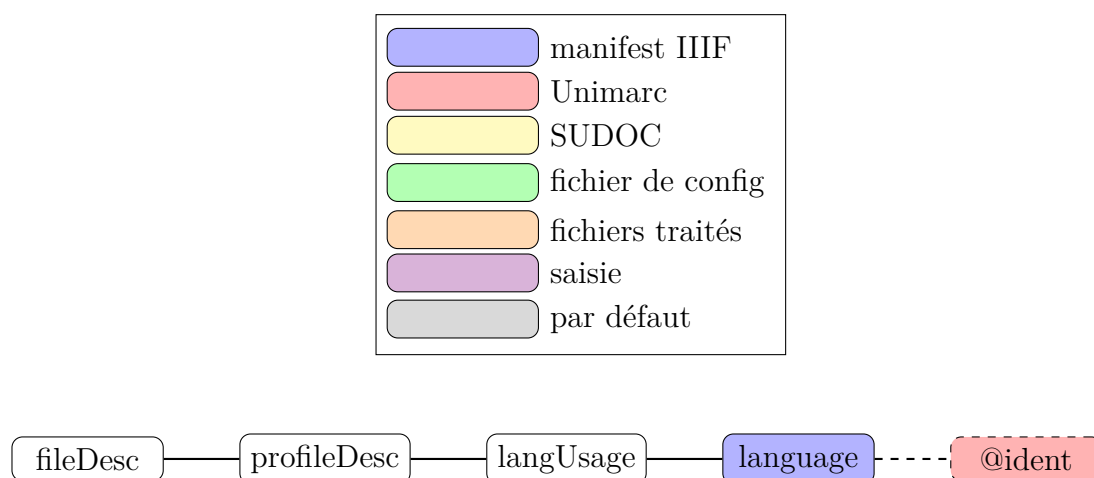 manifest IIIF
Unimarc
SUDOC
fichier de config
fichiers traités
saisie
par défaut
fileDesc profileDesc langUsage language @ident